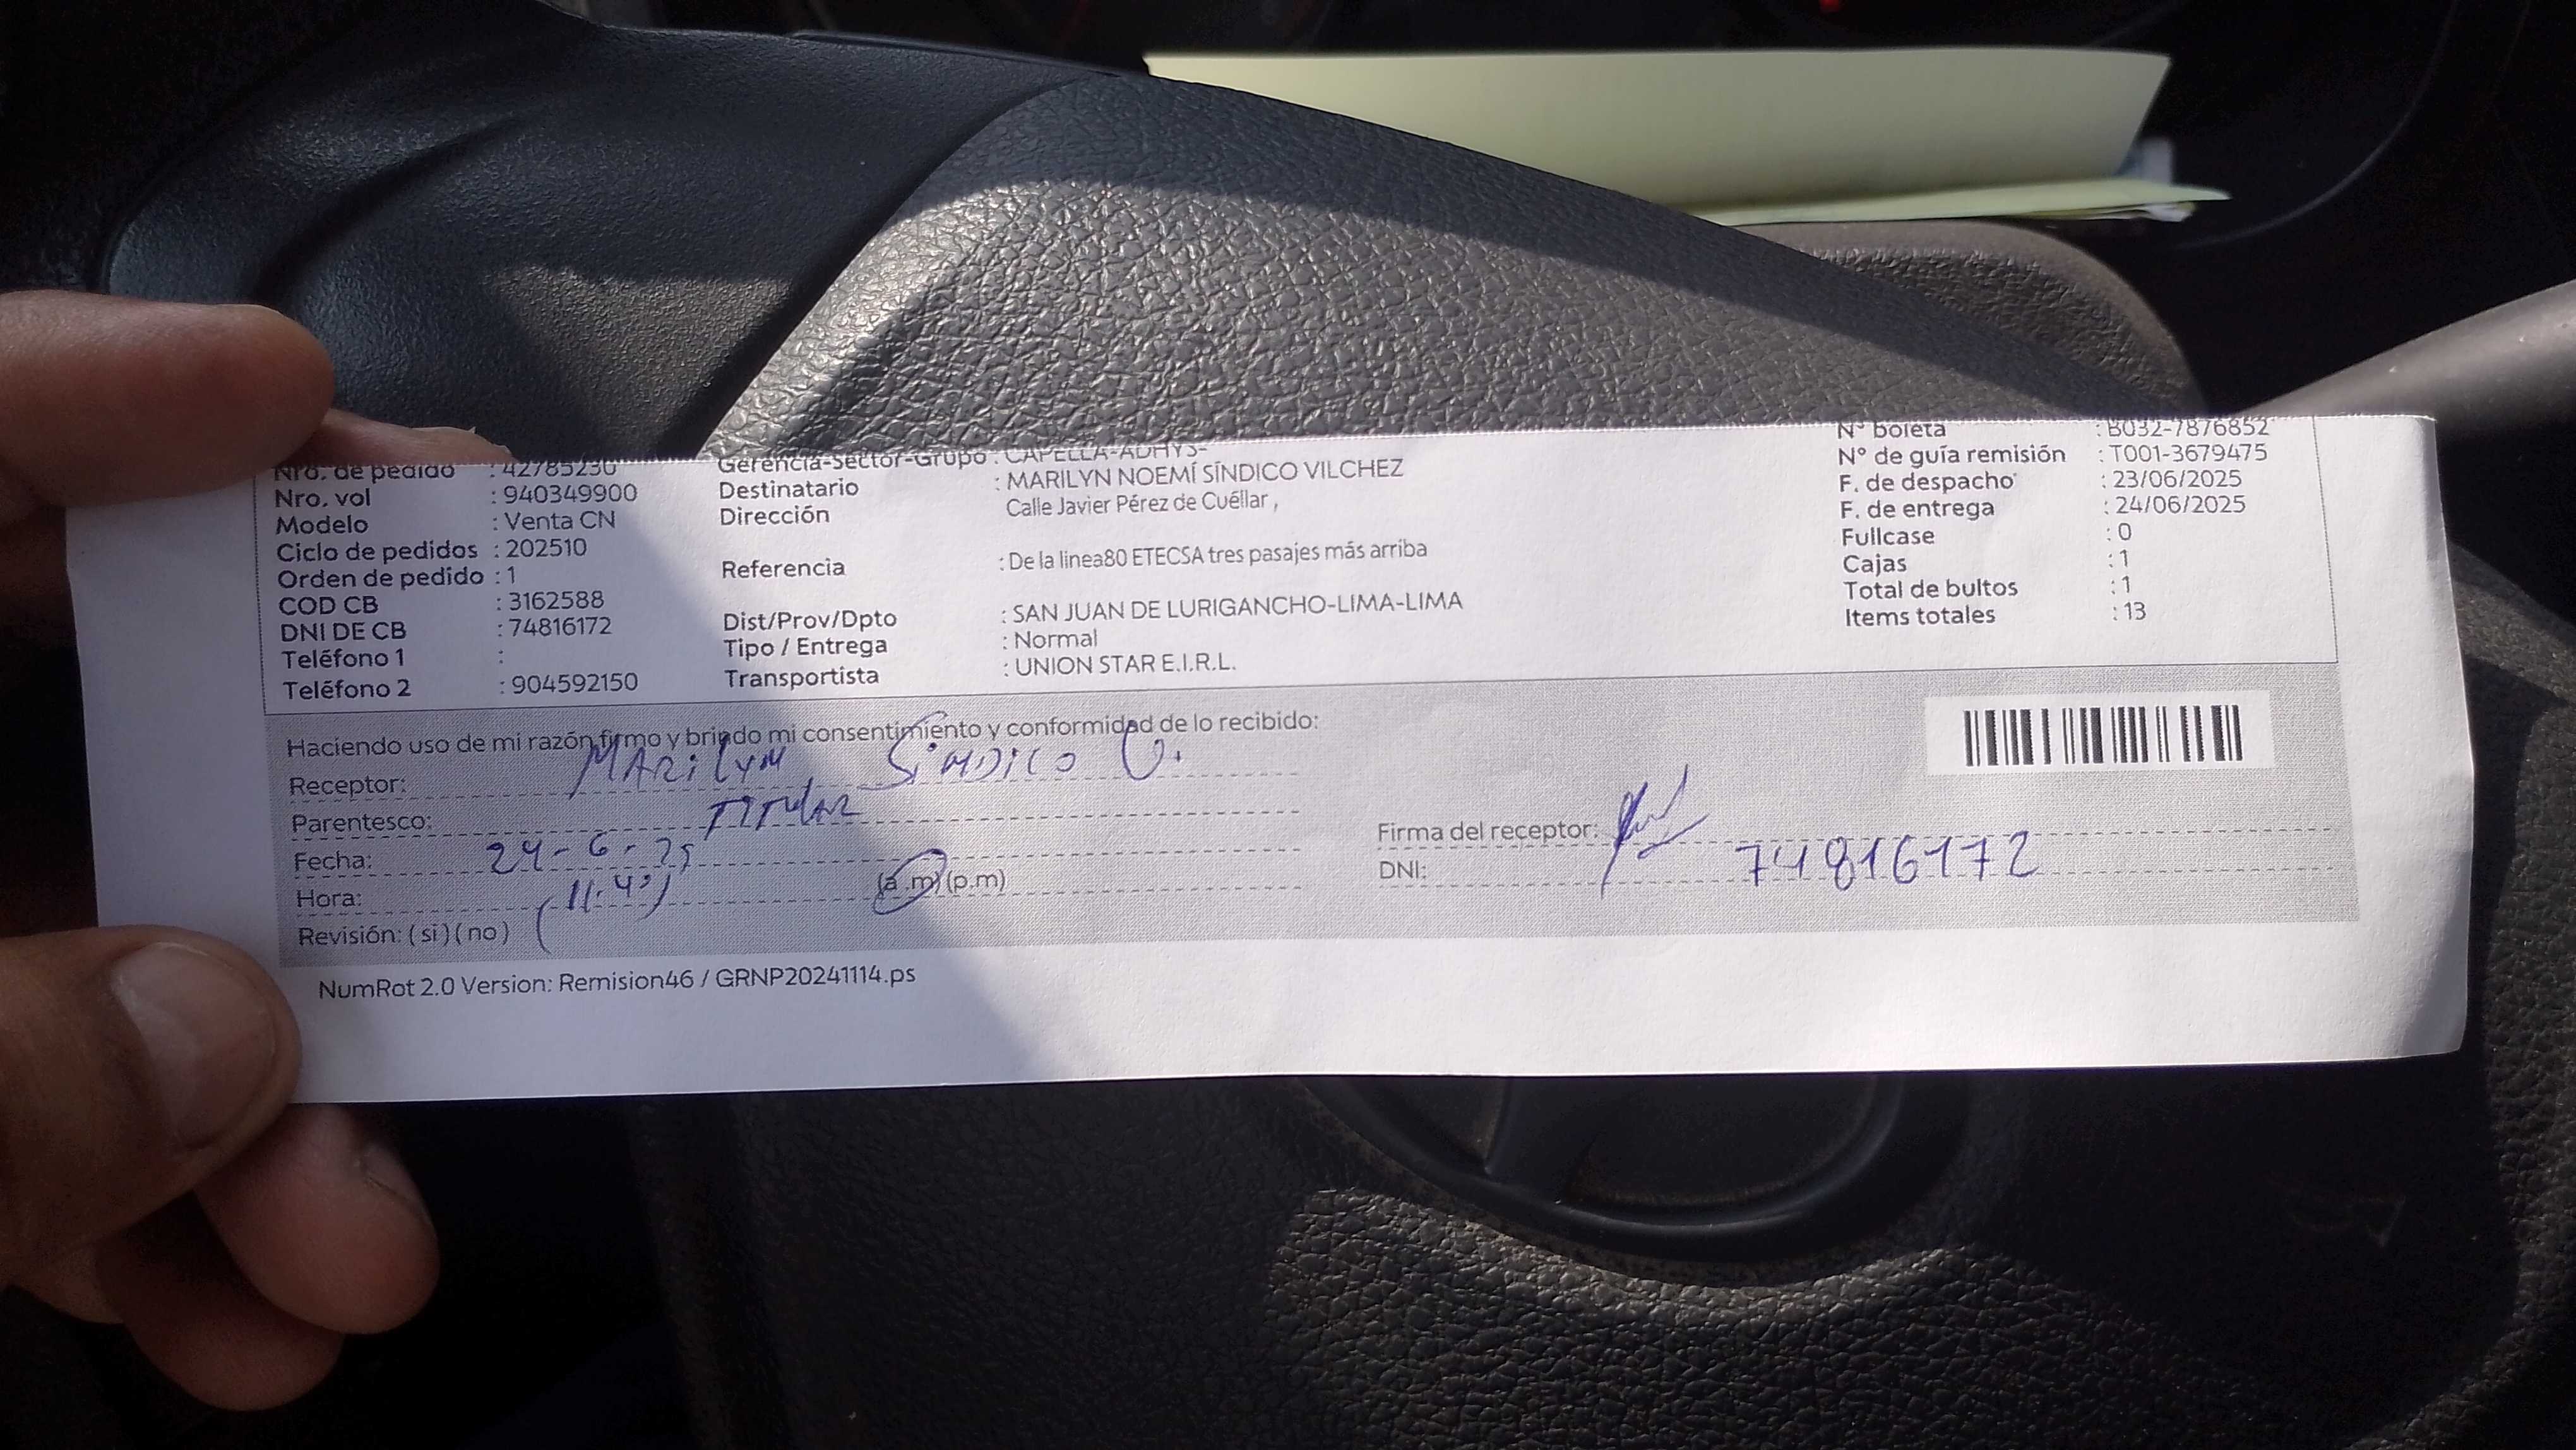 Nro. de pedido : 42785230
Nro. vol : 940349900
Modelo : Venta CN
Ciclo de pedidos : 202510
Orden de pedido : 1
COD CB : 3162588
DNI DE CB : 74816172
Teléfono 1 :
Teléfono 2 : 904592150
Gerencia-Sector-Grupo : CAPELLA-ADHYS-
Destinatario : MARILYN NOEMÍ SÍNDICO VILCHEZ
Dirección Calle Javier Pérez de Cuéllar ,
Referencia : De la linea80 ETECSA tres pasajes más arriba
Dist/Prov/Dpto : SAN JUAN DE LURIGANCHO-LIMA-LIMA
Tipo / Entrega : Normal
Transportista : UNION STAR E.I.R.L.
N° boleta : B032-7876852
N° de guía remisión : T001-3679475
F. de despacho : 23/06/2025
F. de entrega : 24/06/2025
Fullcase : 0
Cajas : 1
Total de bultos : 1
Items totales : 13
Haciendo uso de mi razón firmo y brindo mi consentimiento y conformidad de lo recibido:
Receptor: MARILYN SINDICO V.
Parentesco: TITULAR
Fecha: 24-6-25
Hora: (a.m)(p.m)
Revisión: (si)(no)
Firma del receptor:
DNI: 74816172
NumRot 2.0 Version: Remision46 / GRNP20241114.ps